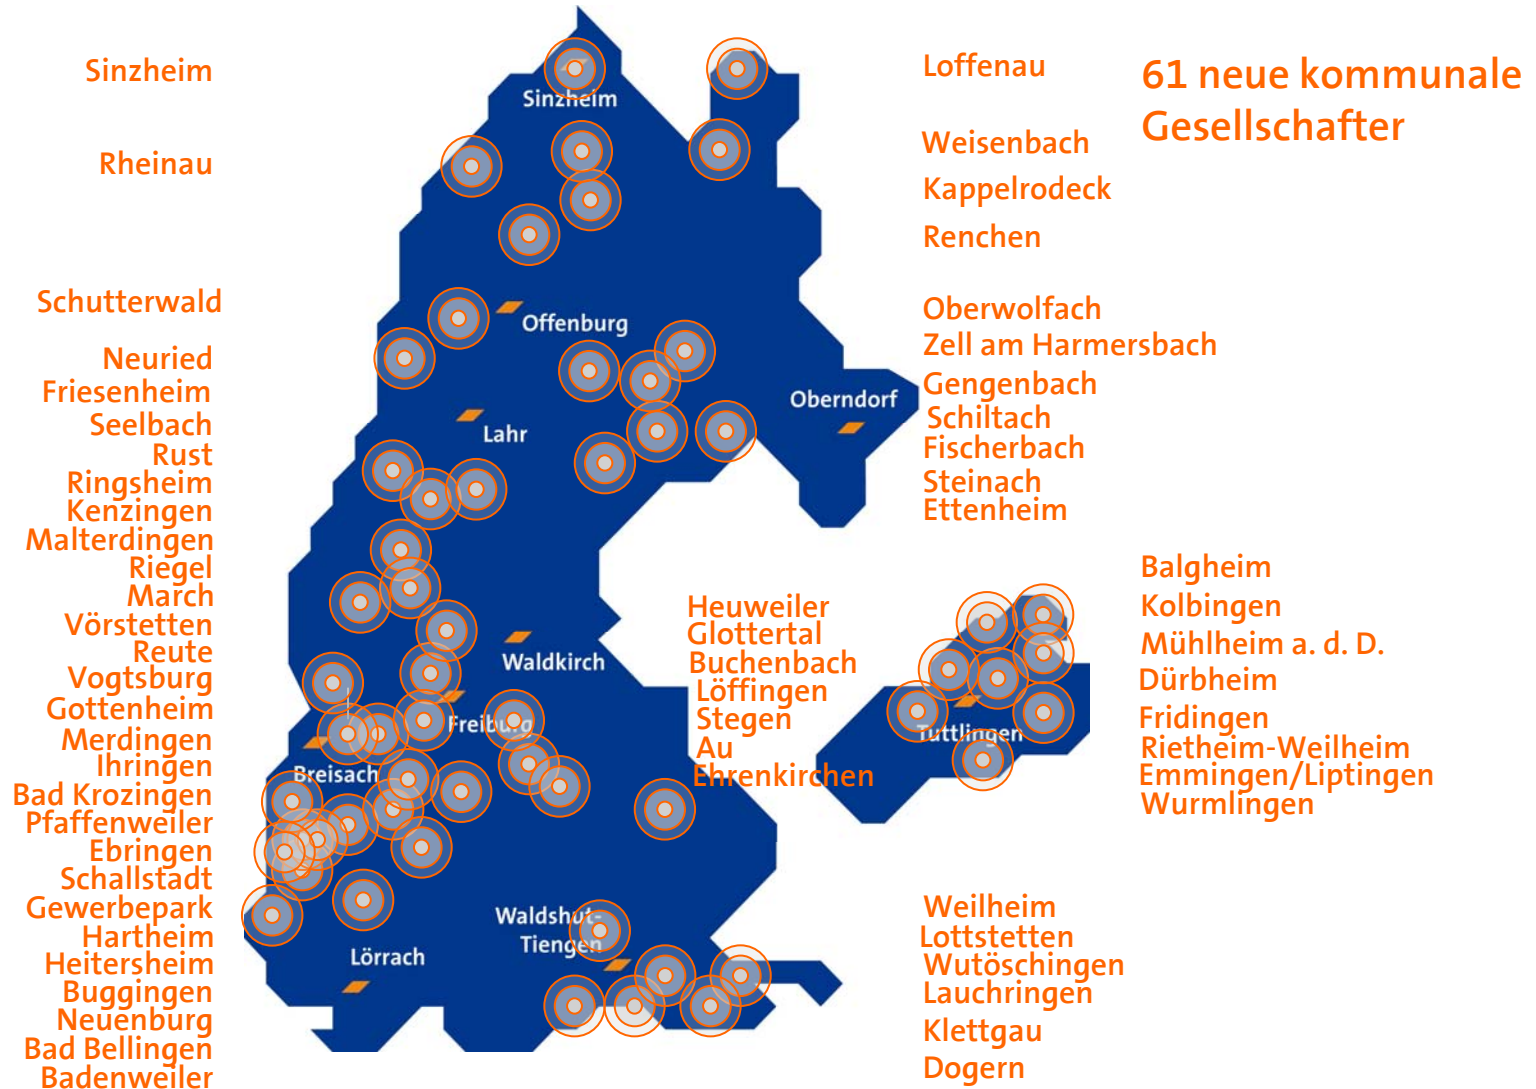 61 neue kommunale
Gesellschafter
Sinzheim
Rheinau
Schutterwald
Neuried
Friesenheim
Seelbach
Rust
Ringsheim
Kenzingen
Malterdingen
Riegel
March
Vörstetten
Reute
Vogtsburg
Gottenheim
Merdingen
Ihringen
Bad Krozingen
Pfaffenweiler
Ebringen
Schallstadt
Gewerbepark
Hartheim
Heitersheim
Buggingen
Neuenburg
Bad Bellingen
Badenweiler
Sinzheim
Offenburg
Oberndorf
Lahr
Waldkirch
Freiburg
Breisach
Tuttlingen
Waldshut-
Tiengen
Lörrach
Loffenau
Weisenbach
Kappelrodeck
Renchen
Oberwolfach
Zell am Harmersbach
Gengenbach
Schiltach
Fischerbach
Steinach
Ettenheim
Heuweiler
Glottertal
Buchenbach
Löffingen
Stegen
Au
Ehrenkirchen
Balgheim
Kolbingen
Mühlheim a. d. D.
Dürbheim
Fridingen
Rietheim-Weilheim
Emmingen/Liptingen
Wurmlingen
Weilheim
Lottstetten
Wutöschingen
Lauchringen
Klettgau
Dogern